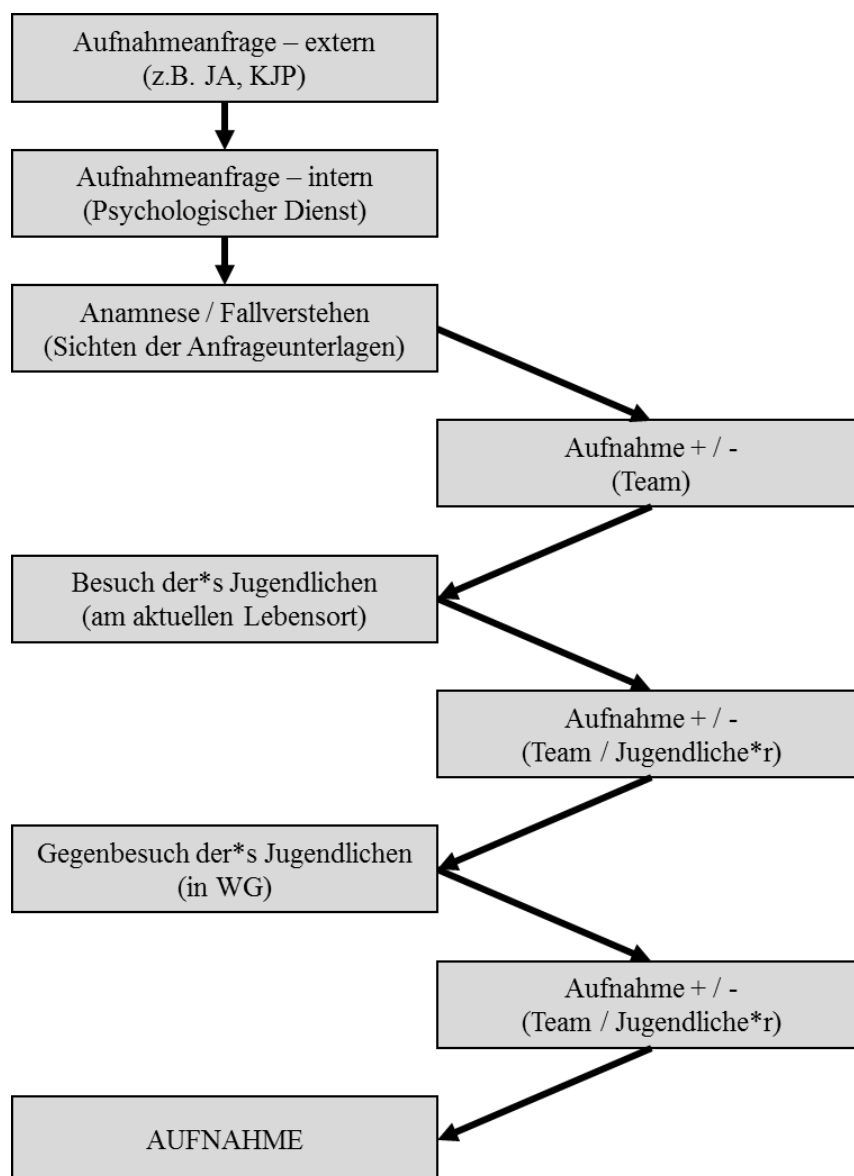 Aufnahmeanfrage – extern
(z.B. JA, KJP)
Aufnahmeanfrage – intern
(Psychologischer Dienst)
Anamnese / Fallverstehen
(Sichten der Anfrageunterlagen)
Aufnahme + / -
(Team)
Besuch der*s Jugendlichen
(am aktuellen Lebensort)
Aufnahme + / -
(Team / Jugendliche*r)
Gegenbesuch der*s Jugendlichen
(in WG)
Aufnahme + / -
(Team / Jugendliche*r)
AUFNAHME